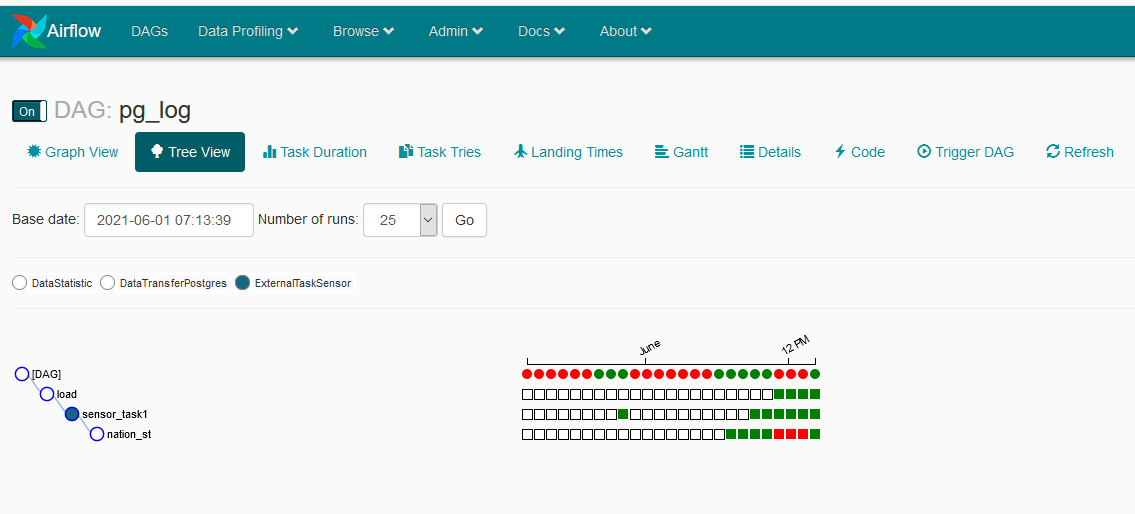 Airflow DAGs Data Profiling Browse Admin Docs About
On DAG: pg_log
Graph View Tree View Task Duration Task Tries Landing Times Gantt Details Code Trigger DAG Refresh
Base date: 2021-06-01 07:13:39 Number of runs: 25 Go
DataStatistic DataTransferPostgres ExternalTaskSensor
June 12 PM
[DAG]
load
sensor_task1
nation_st